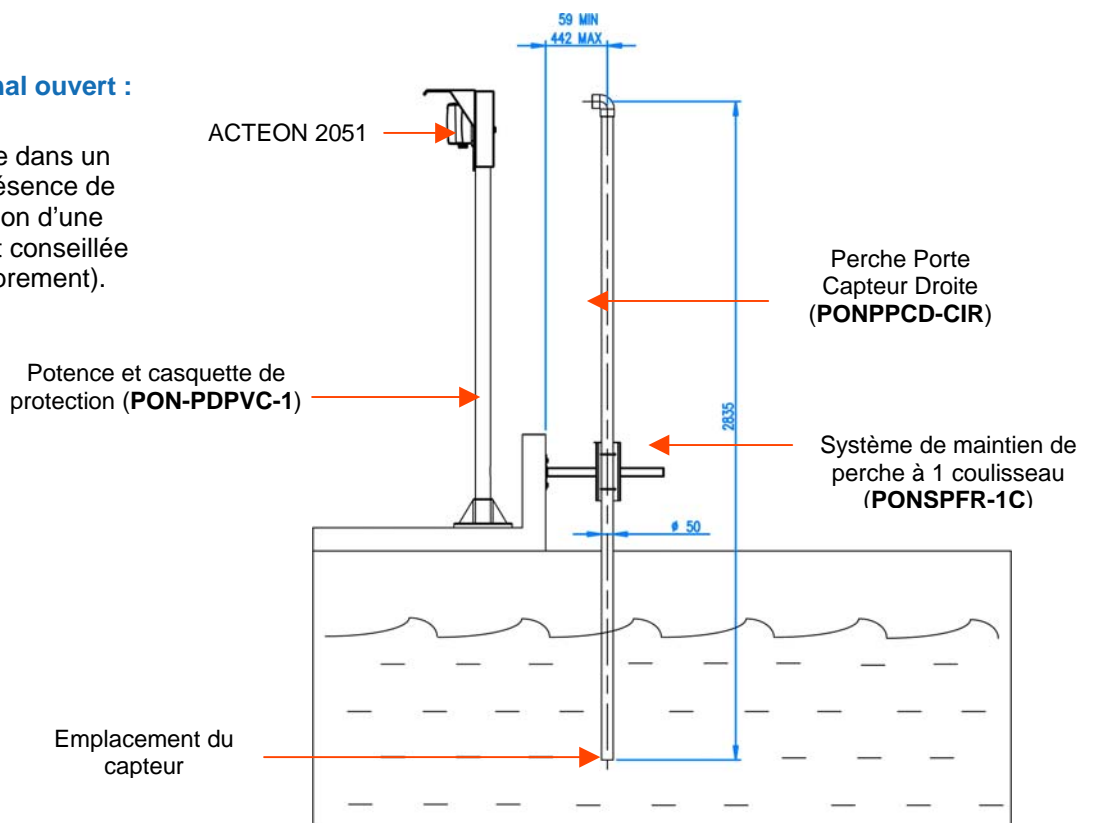 59 MIN
442 MAX
nal ouvert :
ACTEON 2051
dans un
de
on d'une
conseillée
Perche Porte
Capteur Droite
(PONPPCD-CIR)
Potence et casquette de
protection (PON-PDPVC-1)
2835
Système de maintien de
perche à 1 coulisseau
(PONSPFR-1C)
ø 50
Emplacement du
capteur